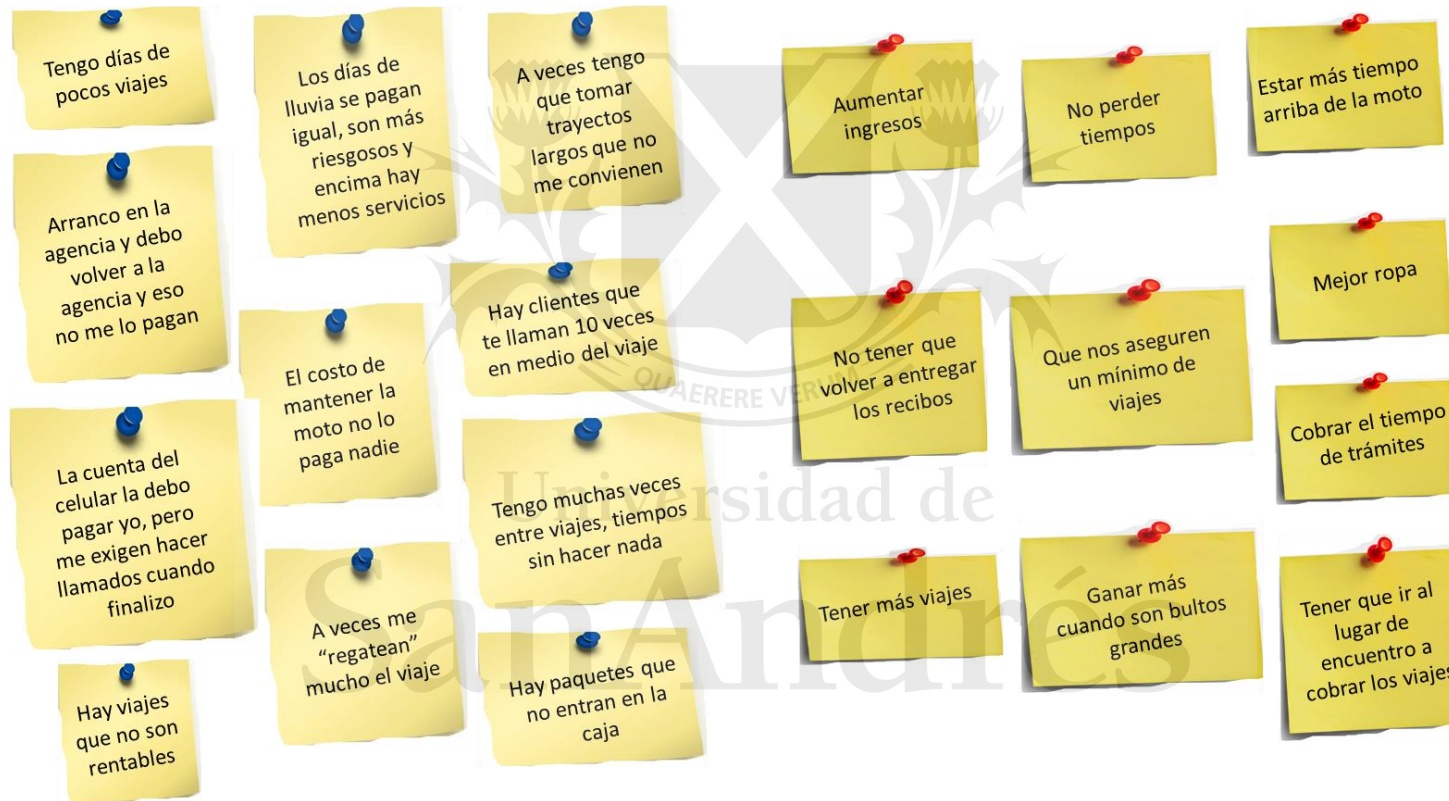 Tengo días de
pocos viajes
Arranco en la
agencia y debo
volver a la
agencia y eso
no me lo pagan
La cuenta del
celular la debo
pagar yo, pero
me exigen hacer
llamados cuando
finalizo
Hay viajes
que no son
rentables
Los días de
lluvia se pagan
igual, son más
riesgosos y
encima hay
menos servicios
El costo de
mantener la
moto no lo
paga nadie
A veces me
“regatean”
mucho el viaje
A veces tengo
que tomar
trayectos
largos que no
me convienen
Hay clientes que
te llaman 10 veces
en medio del viaje
Tengo muchas veces
entre viajes, tiempos
sin hacer nada
Hay paquetes que
no entran en la
caja
Aumentar
ingresos
No perder
tiempos
Estar más tiempo
arriba de la moto
Mejor ropa
No tener que
volver a entregar
los recibos
Que nos aseguren
un mínimo de
viajes
Cobrar el tiempo
de trámites
Tener más viajes
Ganar más
cuando son bultos
grandes
Tener que ir al
lugar de
encuentro a
cobrar los viajes
QUAERERE VERUM
Universidad de
SanAndrés